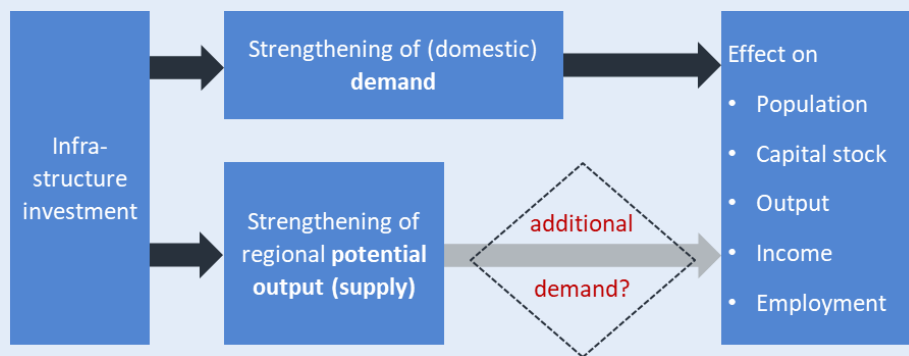 Infra-
structure
investment
Strengthening of (domestic)
demand
Strengthening of
regional potential
output (supply)
additional
demand?
Effect on
• Population
• Capital stock
• Output
• Income
• Employment